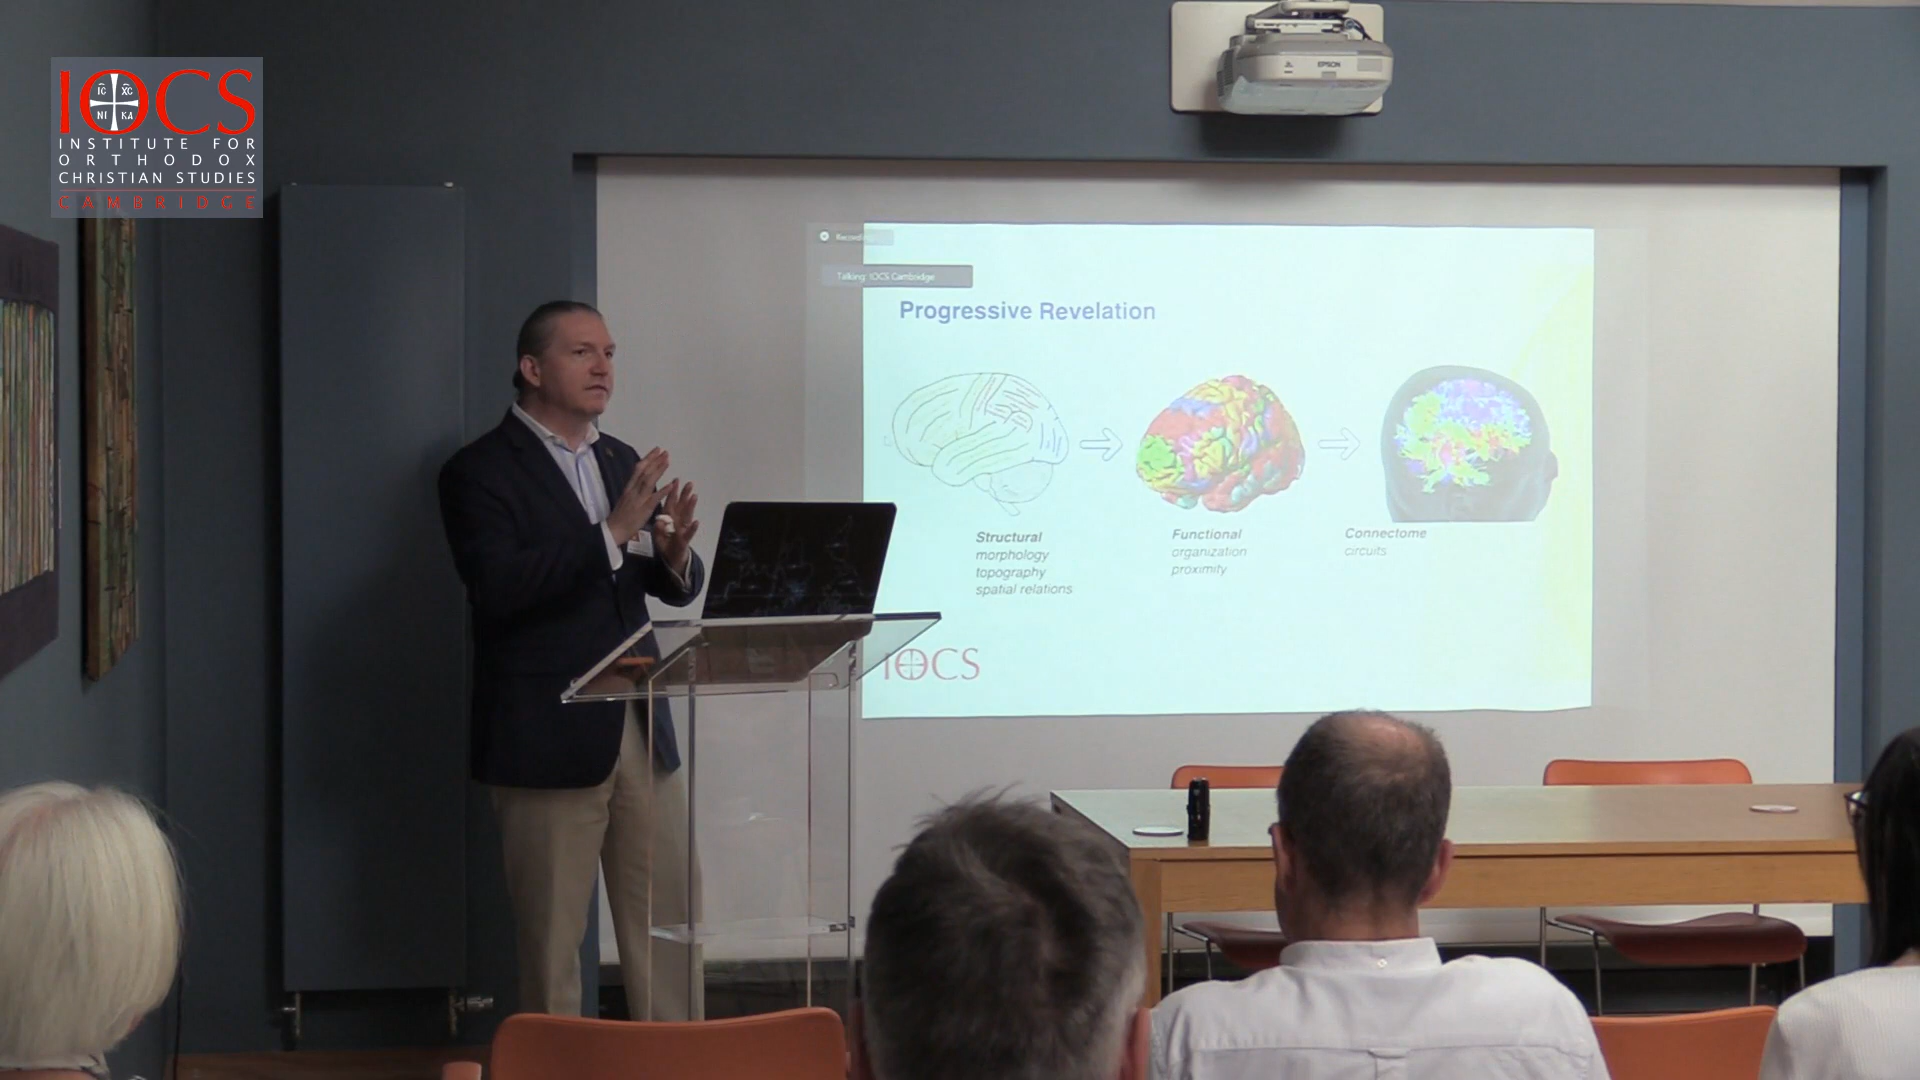 IOCS
IC XC
NI KA
INSTITUTE FOR
ORTHODOX
CHRISTIAN STUDIES
CAMBRIDGE
EPSON
Talking: IOCS Cambridge
Progressive Revelation
Structural
morphology
topography
spatial relations
Functional
organization
proximity
Connectome
circuits
IOCS